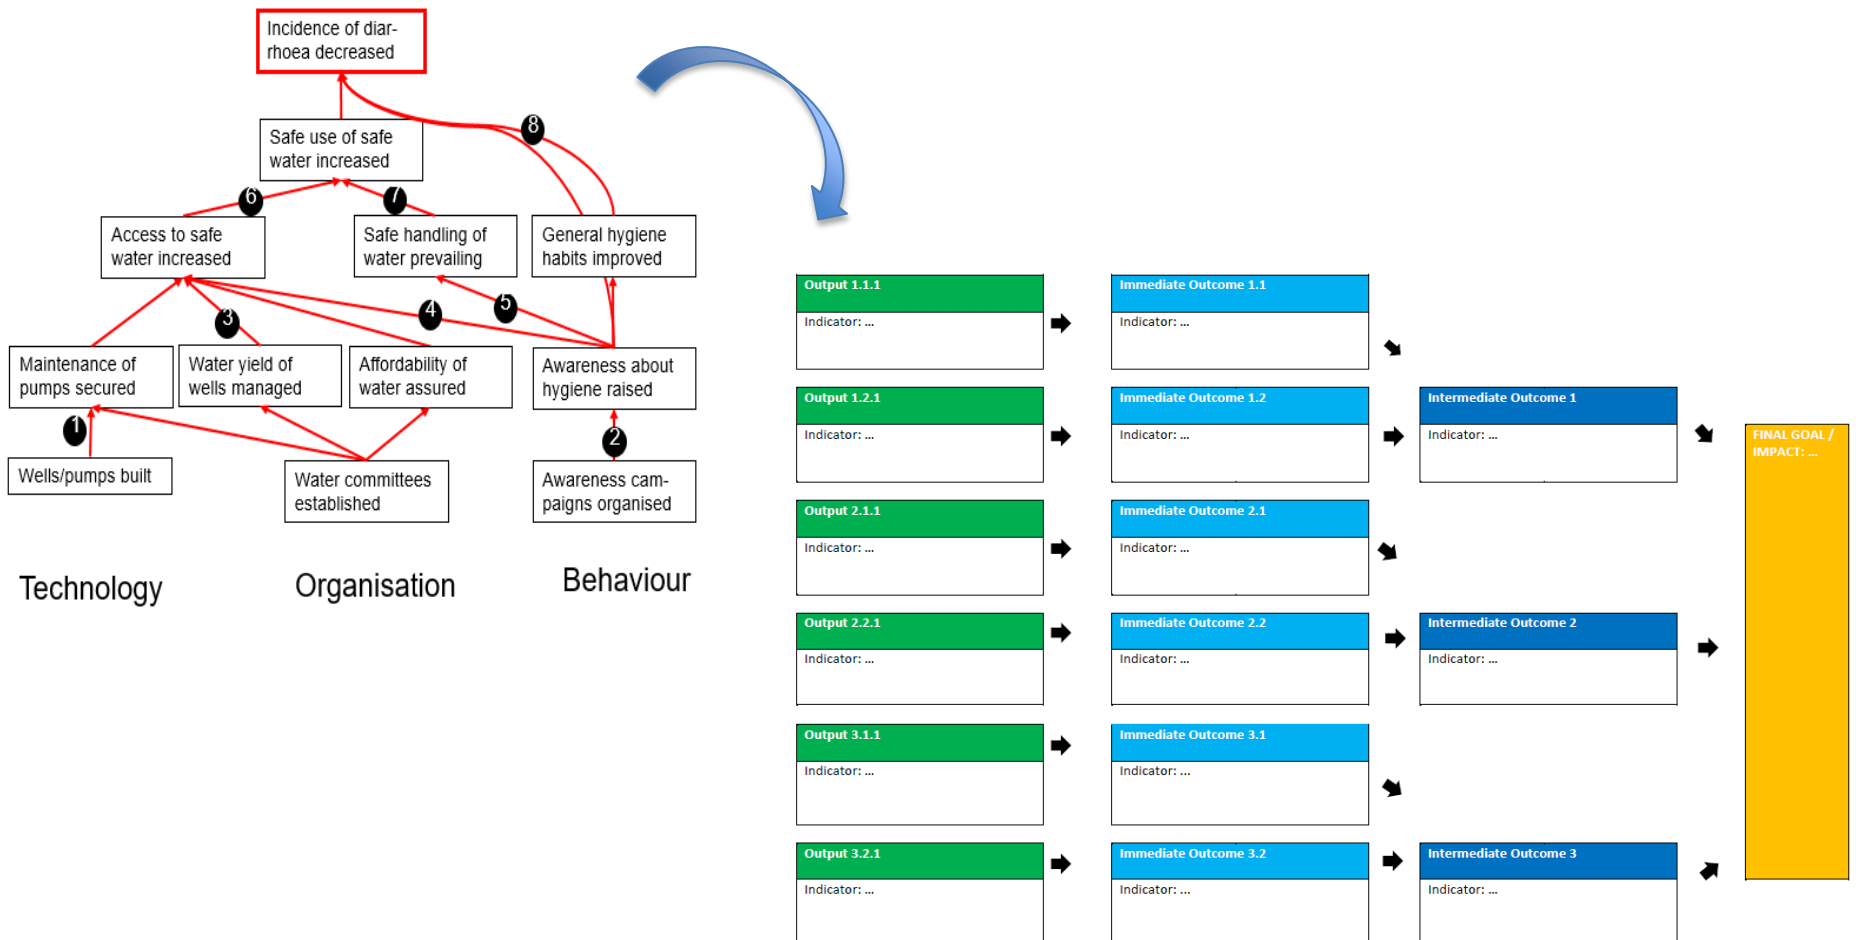 Incidence of diar-
rhoea decreased
Safe use of safe
water increased
8
6
7
Access to safe
water increased
Safe handling of
water prevailing
General hygiene
habits improved
3
4
5
Maintenance of
pumps secured
Water yield of
wells managed
Affordability of
water assured
Awareness about
hygiene raised
1
2
Wells/pumps built
Water committees
established
Awareness cam-
paigns organised
Technology
Organisation
Behaviour
Output 1.1.1
Indicator: ...
Immediate Outcome 1.1
Indicator: ...
Output 1.2.1
Indicator: ...
Immediate Outcome 1.2
Indicator: ...
Intermediate Outcome 1
Indicator: ...
Output 2.1.1
Indicator: ...
Immediate Outcome 2.1
Indicator: ...
Output 2.2.1
Indicator: ...
Immediate Outcome 2.2
Indicator: ...
Intermediate Outcome 2
Indicator: ...
Output 3.1.1
Indicator: ...
Immediate Outcome 3.1
Indicator: ...
Output 3.2.1
Indicator: ...
Immediate Outcome 3.2
Indicator: ...
Intermediate Outcome 3
Indicator: ...
FINAL GOAL /
IMPACT: ...